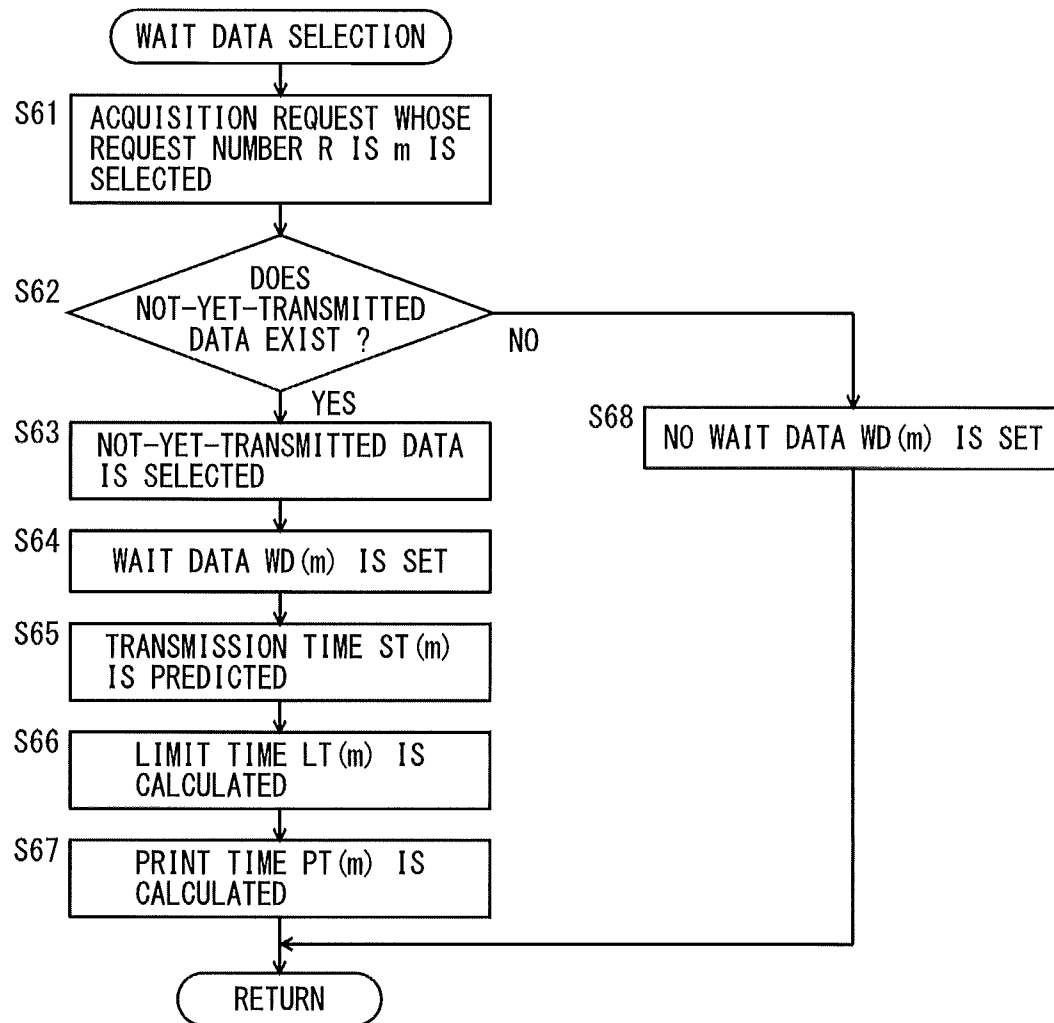 WAIT DATA SELECTION
S61
ACQUISITION REQUEST WHOSE
REQUEST NUMBER R IS m IS
SELECTED
S62
DOES
NOT-YET-TRANSMITTED
DATA EXIST ?
NO
YES
S63
NOT-YET-TRANSMITTED DATA
IS SELECTED
S68
NO WAIT DATA WD(m) IS SET
S64
WAIT DATA WD(m) IS SET
S65
TRANSMISSION TIME ST(m)
IS PREDICTED
S66
LIMIT TIME LT(m) IS
CALCULATED
S67
PRINT TIME PT(m) IS
CALCULATED
RETURN